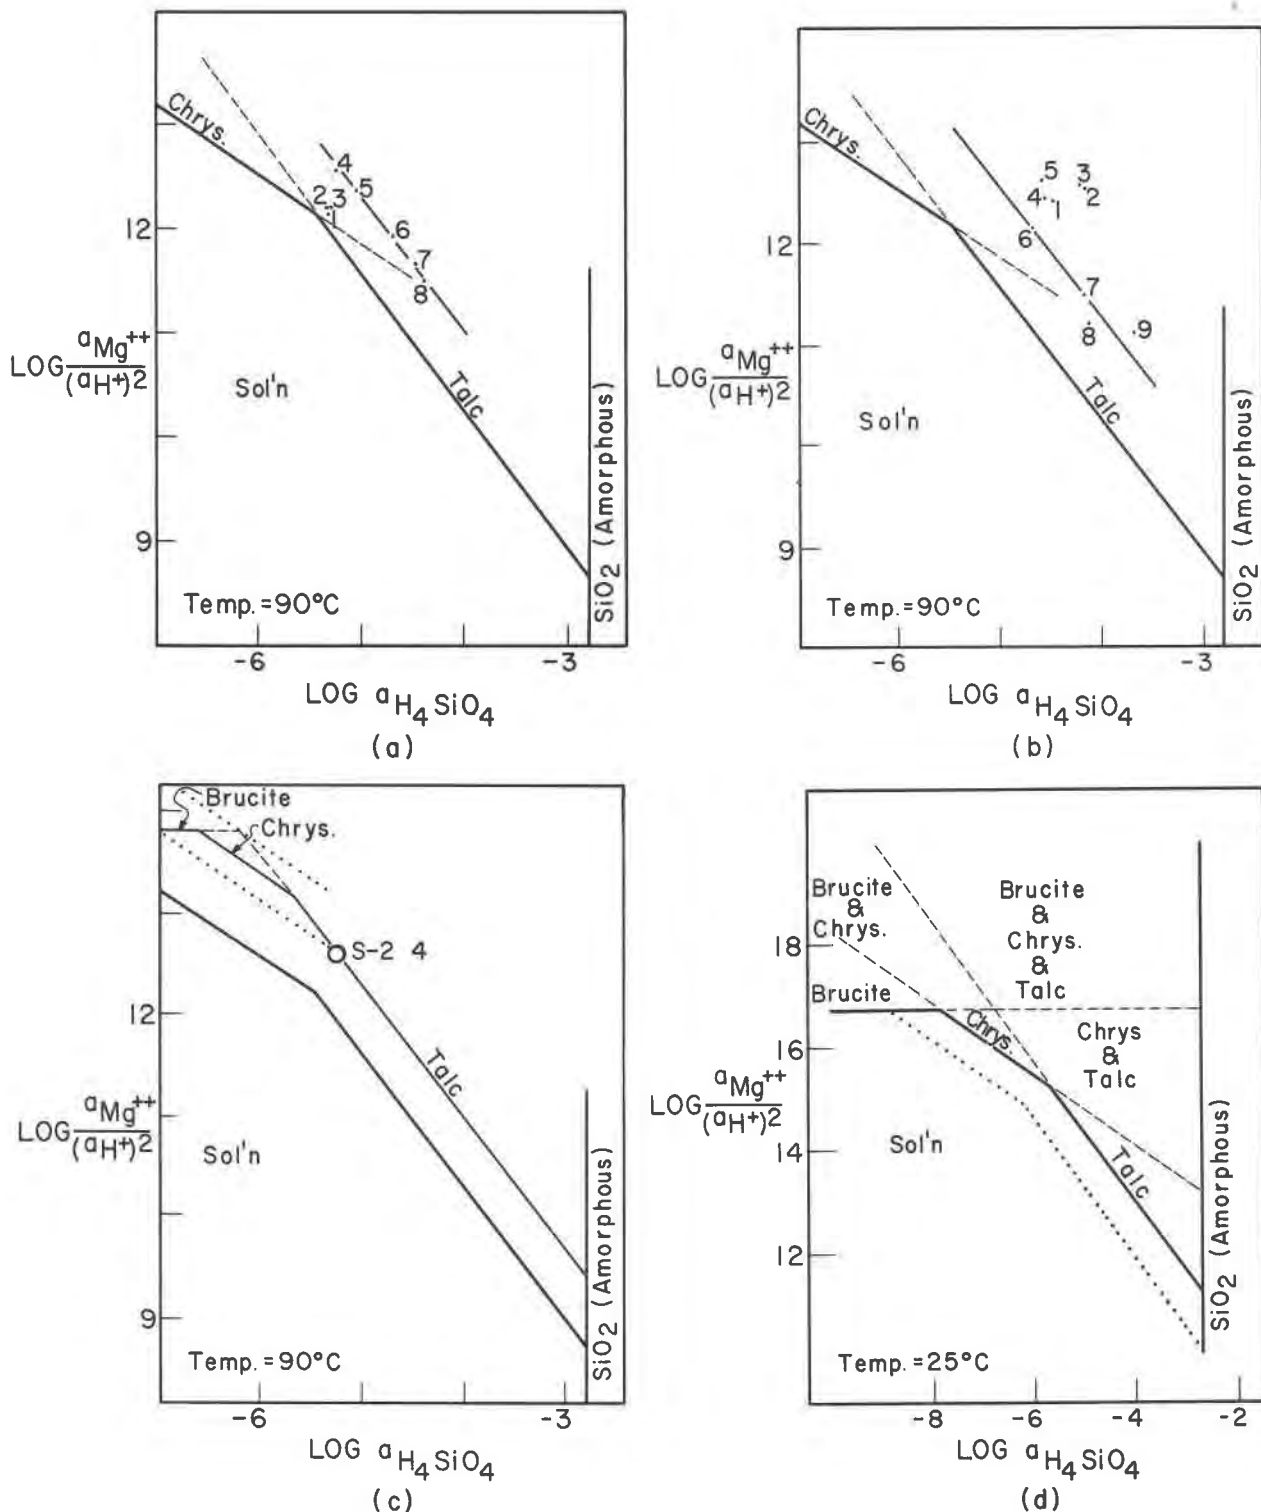 Chrys.
4
5
2,3
1
6
7
8
12
LOG aMg++
(aH+)2
Sol'n
Talc
SiO2 (Amorphous)
9
Temp. = 90°C
-6
-3
LOG aH4SiO4
(a)
Chrys.
5
3
4
1
2
6
12
7
8
9
LOG aMg++
(aH+)2
Sol'n
Talc
SiO2 (Amorphous)
9
Temp. = 90°C
-6
-3
LOG aH4SiO4
(b)
Brucite
Chrys.
S-2 4
12
LOG aMg++
(aH+)2
Sol'n
Talc
SiO2 (Amorphous)
9
Temp. = 90°C
-6
-3
LOG aH4SiO4
(c)
Brucite
&
Chrys.
Brucite
&
Chrys.
&
Talc
18
Brucite
Chrys.
Chrys
&
Talc
16
LOG aMg++
(aH+)2
Sol'n
14
Talc
SiO2 (Amorphous)
12
Temp. = 25°C
-8
-6
-4
-2
LOG aH4SiO4
(d)